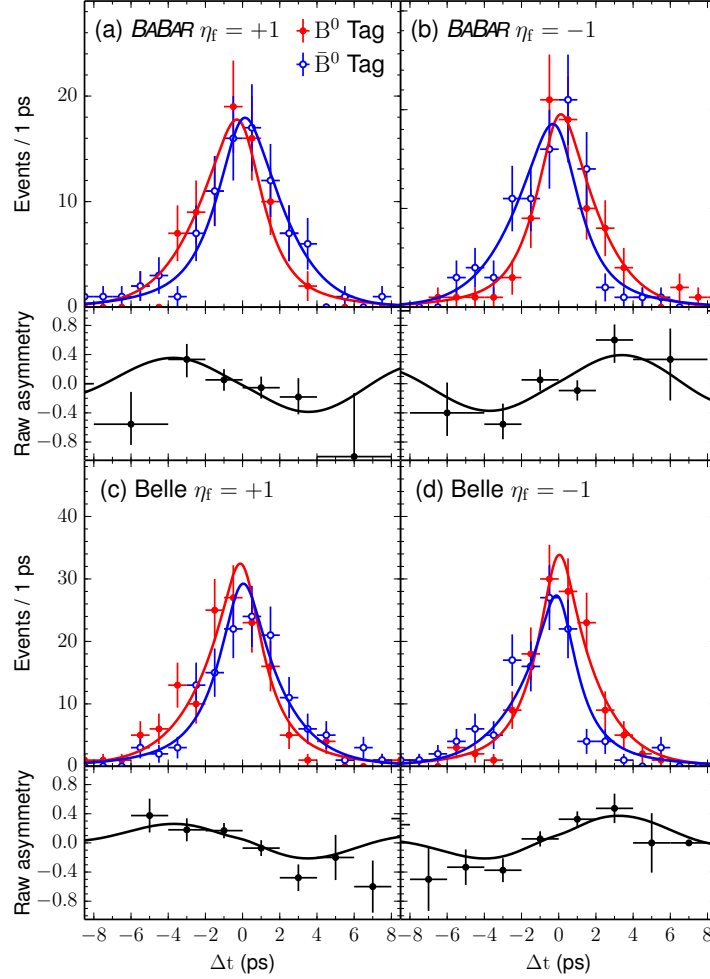 (a) BABAR ηf = +1
B⁰ Tag
B̄⁰ Tag
(b) BABAR ηf = −1
Events / 1 ps
20
10
0
Raw asymmetry
0.8
0.4
0.0
−0.4
−0.8
(c) Belle ηf = +1
(d) Belle ηf = −1
Events / 1 ps
40
30
20
10
0
Raw asymmetry
0.8
0.4
0.0
−0.4
−0.8
−8 −6 −4 −2 0 2 4 6 8
−8 −6 −4 −2 0 2 4 6 8
Δt (ps)
Δt (ps)